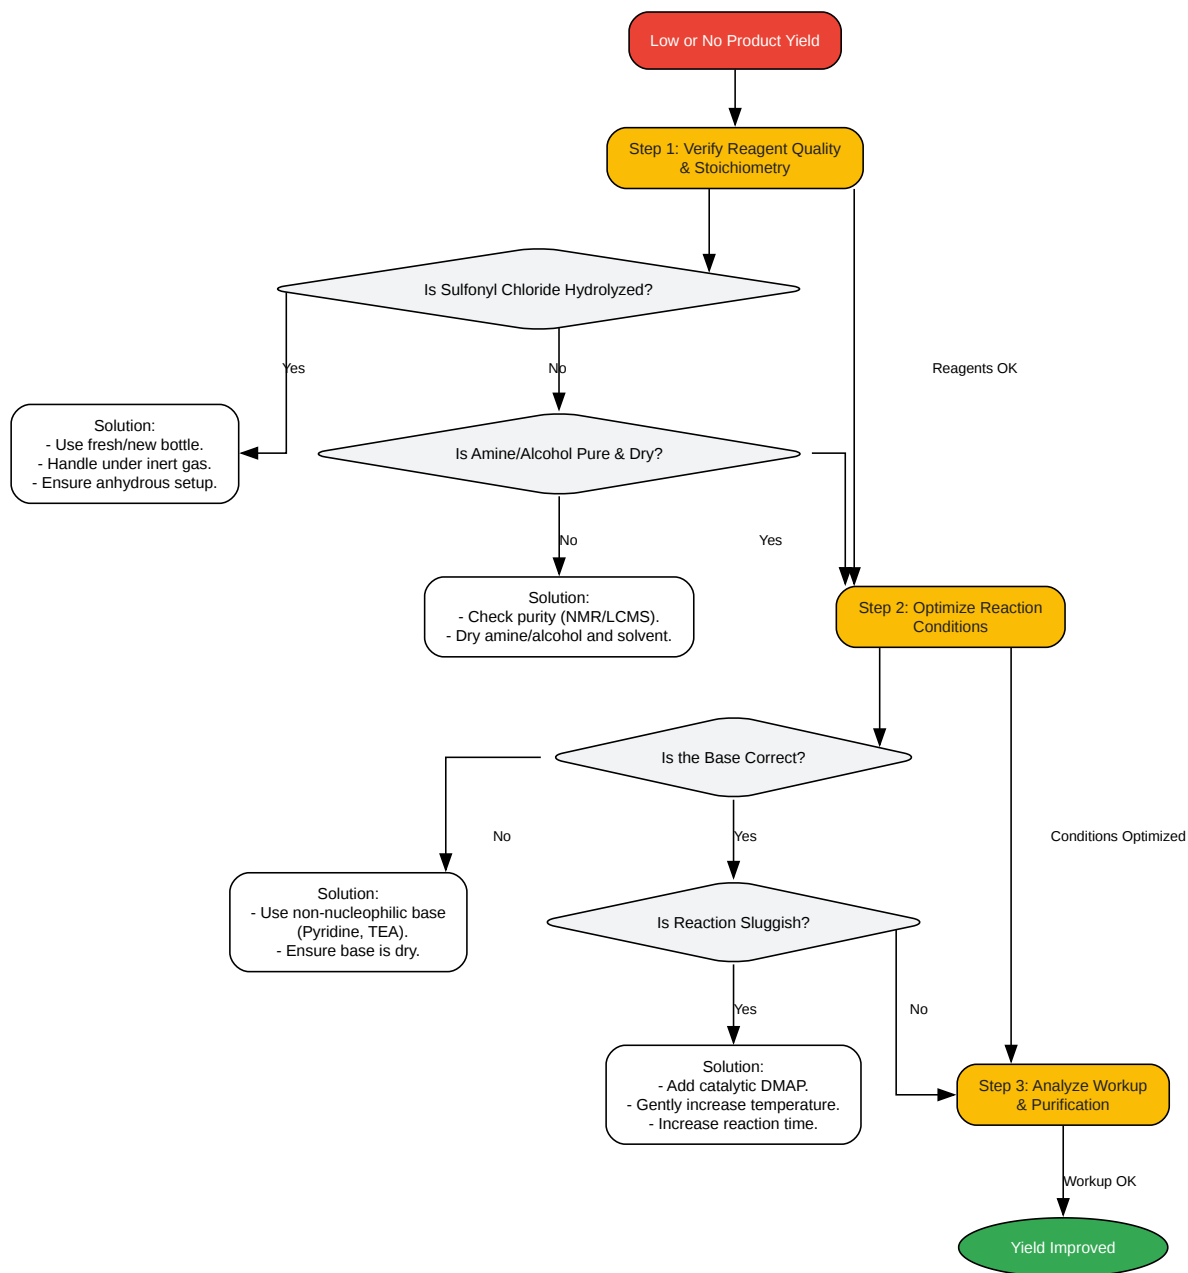 Low or No Product Yield
Step 1: Verify Reagent Quality
& Stoichiometry
Is Sulfonyl Chloride Hydrolyzed?
Yes
No
Reagents OK
Solution:
- Use fresh/new bottle.
- Handle under inert gas.
- Ensure anhydrous setup.
Is Amine/Alcohol Pure & Dry?
No
Yes
Solution:
- Check purity (NMR/LCMS).
- Dry amine/alcohol and solvent.
Step 2: Optimize Reaction
Conditions
Is the Base Correct?
No
Yes
Conditions Optimized
Solution:
- Use non-nucleophilic base
(Pyridine, TEA).
- Ensure base is dry.
Is Reaction Sluggish?
Yes
No
Solution:
- Add catalytic DMAP.
- Gently increase temperature.
- Increase reaction time.
Step 3: Analyze Workup
& Purification
Workup OK
Yield Improved